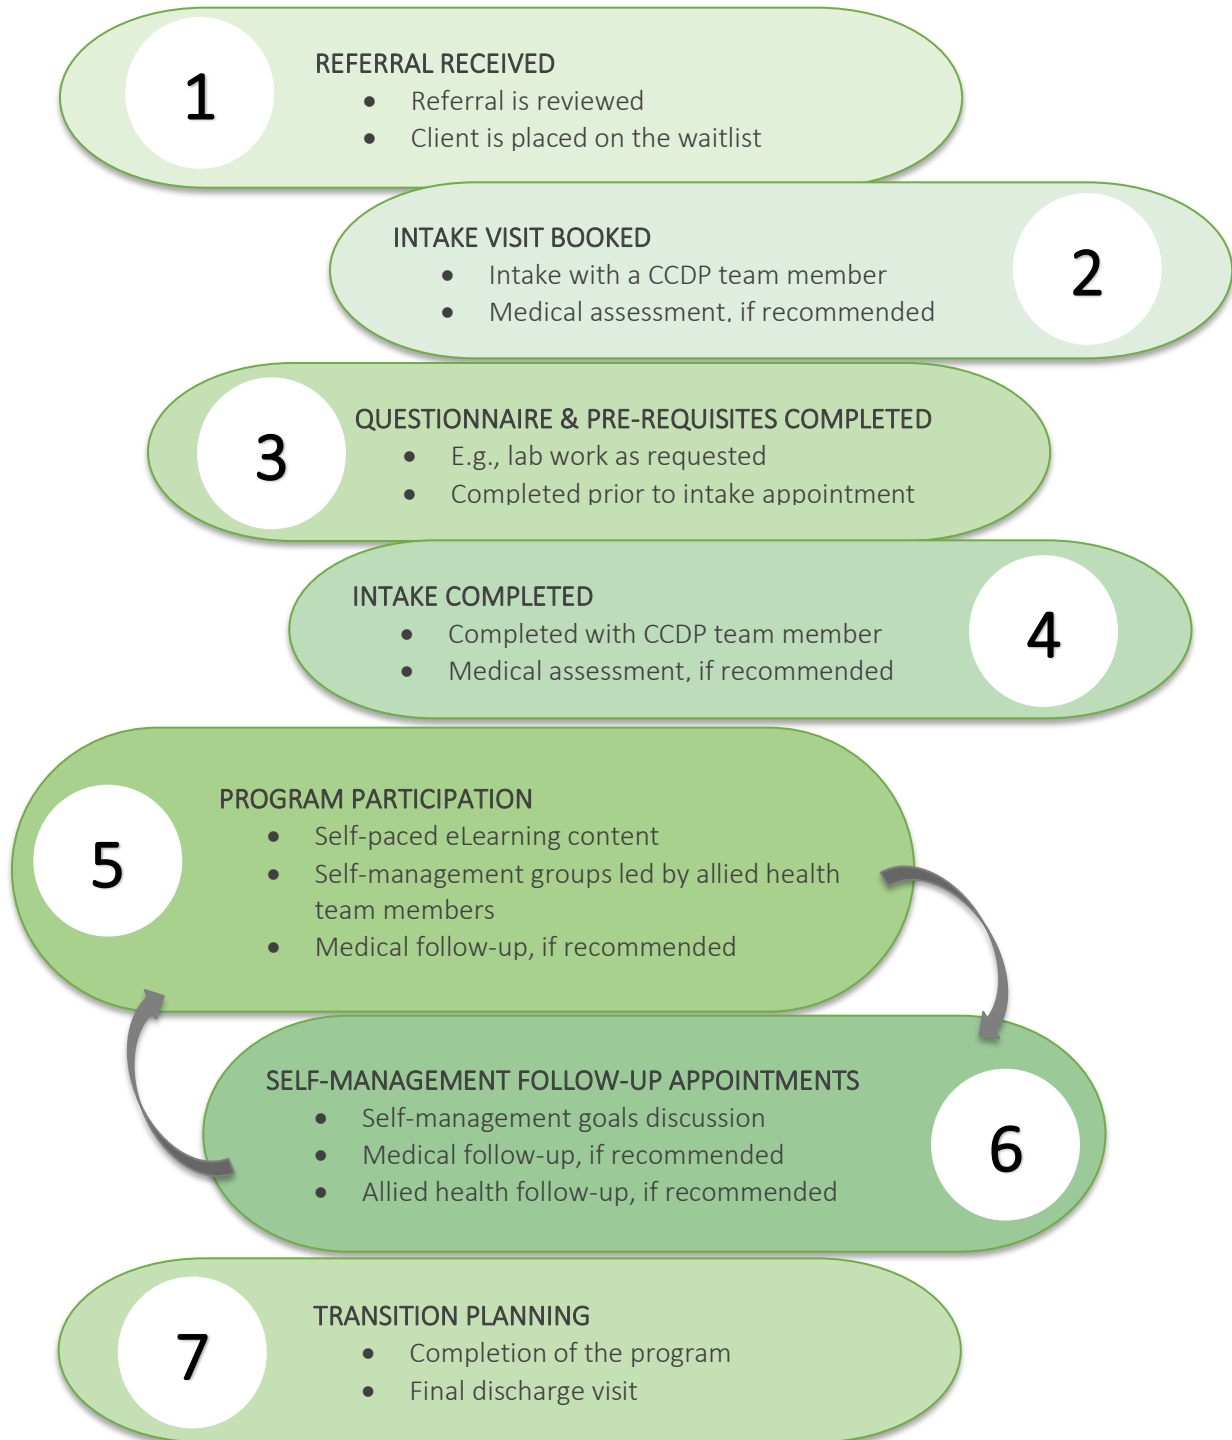 1
REFERRAL RECEIVED
• Referral is reviewed
• Client is placed on the waitlist
INTAKE VISIT BOOKED
• Intake with a CCDP team member
• Medical assessment, if recommended
2
3
QUESTIONNAIRE & PRE-REQUISITES COMPLETED
• E.g., lab work as requested
• Completed prior to intake appointment
INTAKE COMPLETED
• Completed with CCDP team member
• Medical assessment, if recommended
4
5
PROGRAM PARTICIPATION
• Self-paced eLearning content
• Self-management groups led by allied health
team members
• Medical follow-up, if recommended
SELF-MANAGEMENT FOLLOW-UP APPOINTMENTS
• Self-management goals discussion
• Medical follow-up, if recommended
• Allied health follow-up, if recommended
6
7
TRANSITION PLANNING
• Completion of the program
• Final discharge visit